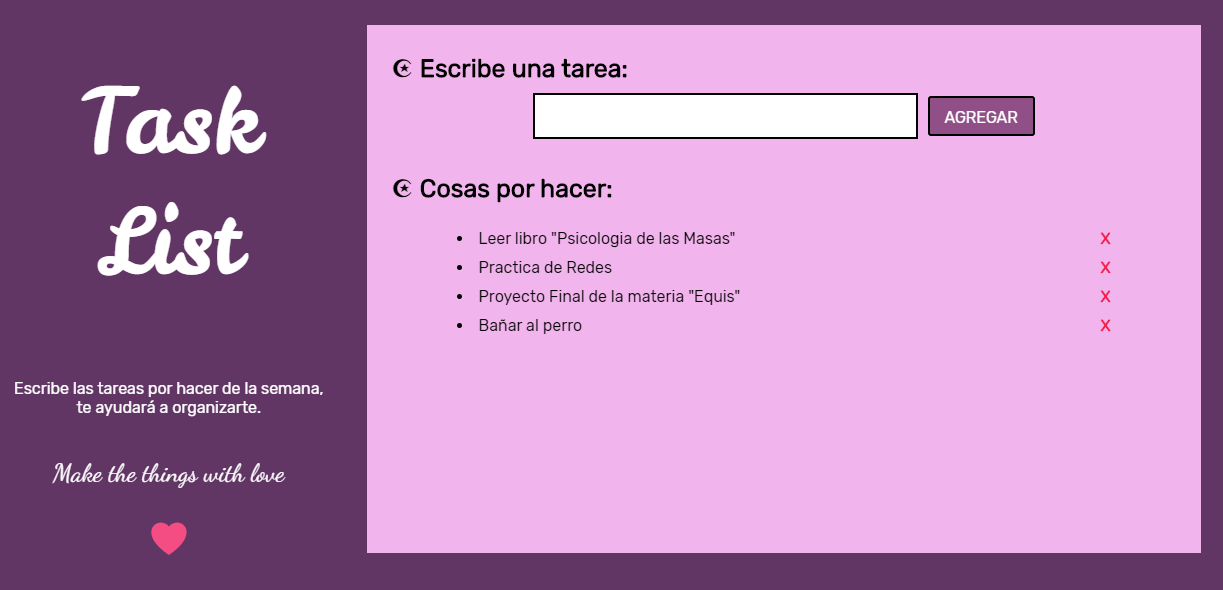 Task
List
Escribe las tareas por hacer de la semana,
te ayudará a organizarte.
Make the things with love
☪ Escribe una tarea:
AGREGAR
☪ Cosas por hacer:
• Leer libro "Psicologia de las Masas" X
• Practica de Redes X
• Proyecto Final de la materia "Equis" X
• Bañar al perro X